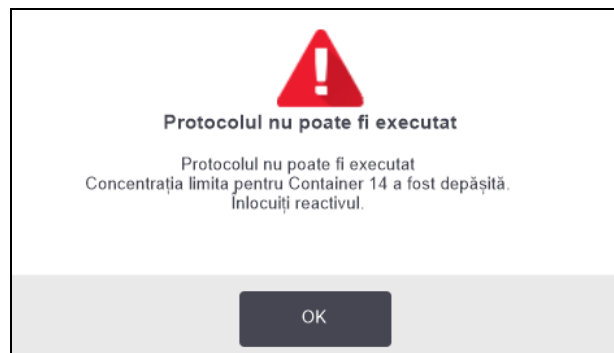 Protocolul nu poate fi executat
Protocolul nu poate fi executat
Concentrația limita pentru Container 14 a fost depășită.
Înlocuiți reactivul.
OK